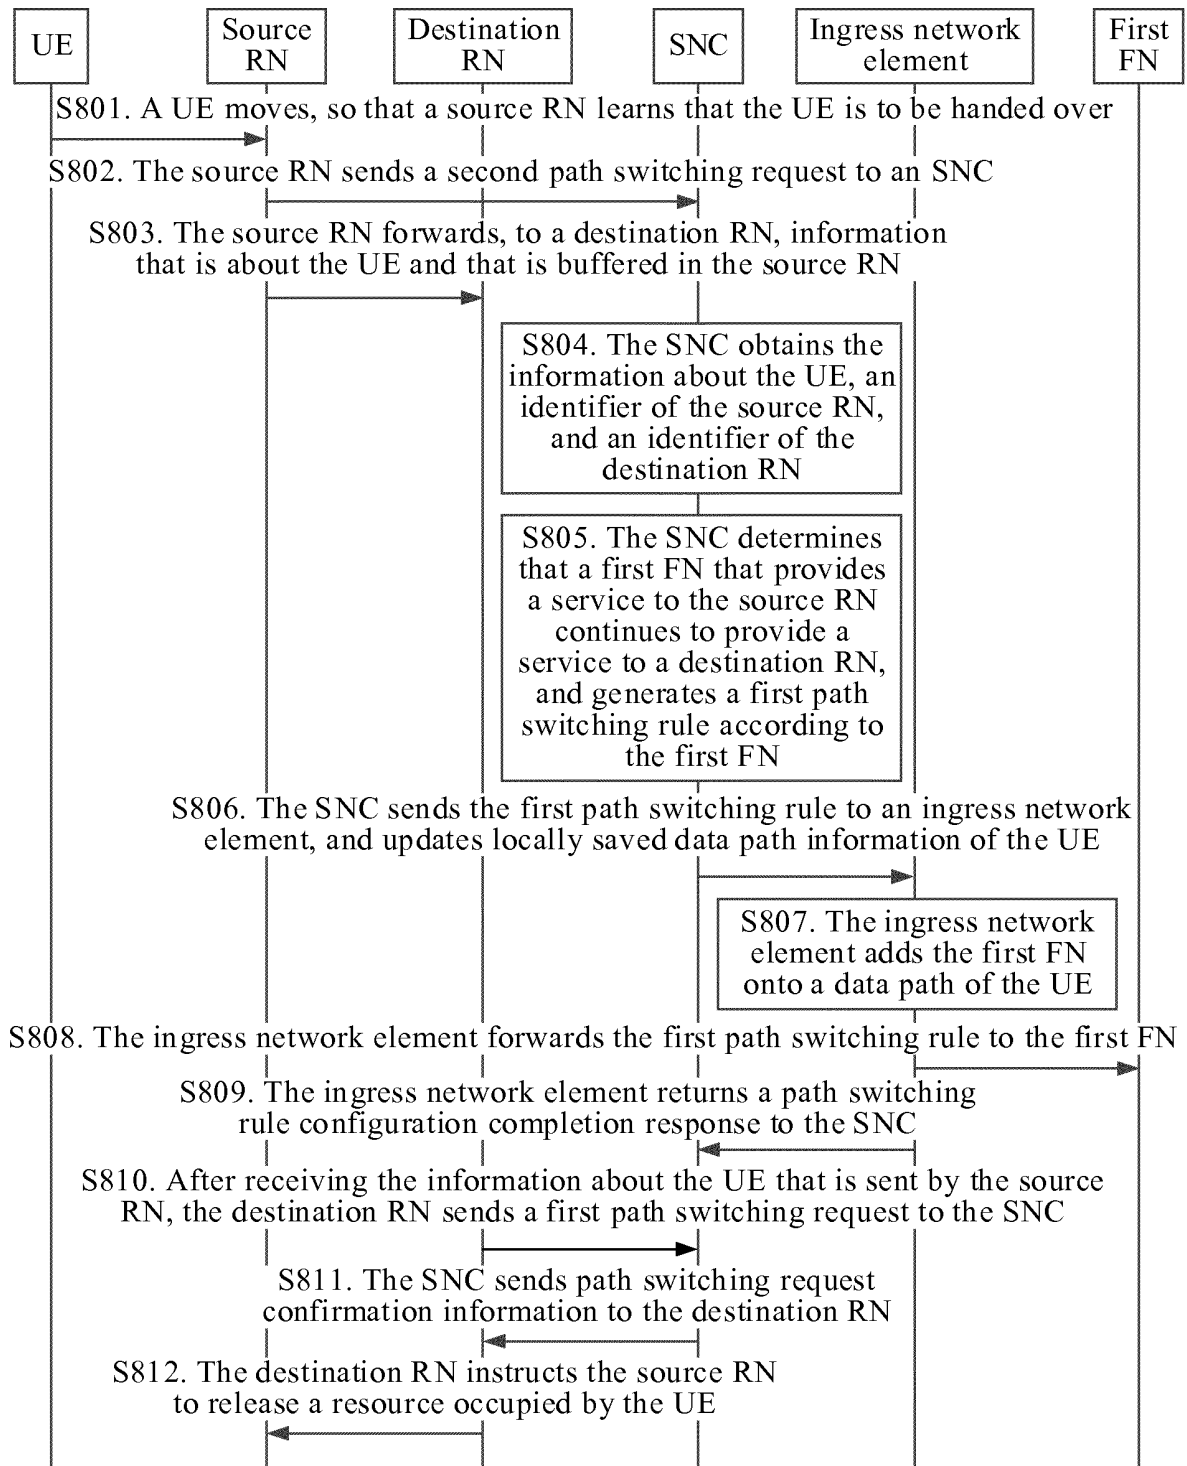 UE
Source
RN
Destination
RN
SNC
Ingress network
element
First
FN
S801. A UE moves, so that a source RN learns that the UE is to be handed over
S802. The source RN sends a second path switching request to an SNC
S803. The source RN forwards, to a destination RN, information
that is about the UE and that is buffered in the source RN
S804. The SNC obtains the
information about the UE, an
identifier of the source RN,
and an identifier of the
destination RN
S805. The SNC determines
that a first FN that provides
a service to the source RN
continues to provide a
service to a destination RN,
and generates a first path
switching rule according to
the first FN
S806. The SNC sends the first path switching rule to an ingress network
element, and updates locally saved data path information of the UE
S807. The ingress network
element adds the first FN
onto a data path of the UE
S808. The ingress network element forwards the first path switching rule to the first FN
S809. The ingress network element returns a path switching
rule configuration completion response to the SNC
S810. After receiving the information about the UE that is sent by the source
RN, the destination RN sends a first path switching request to the SNC
S811. The SNC sends path switching request
confirmation information to the destination RN
S812. The destination RN instructs the source RN
to release a resource occupied by the UE